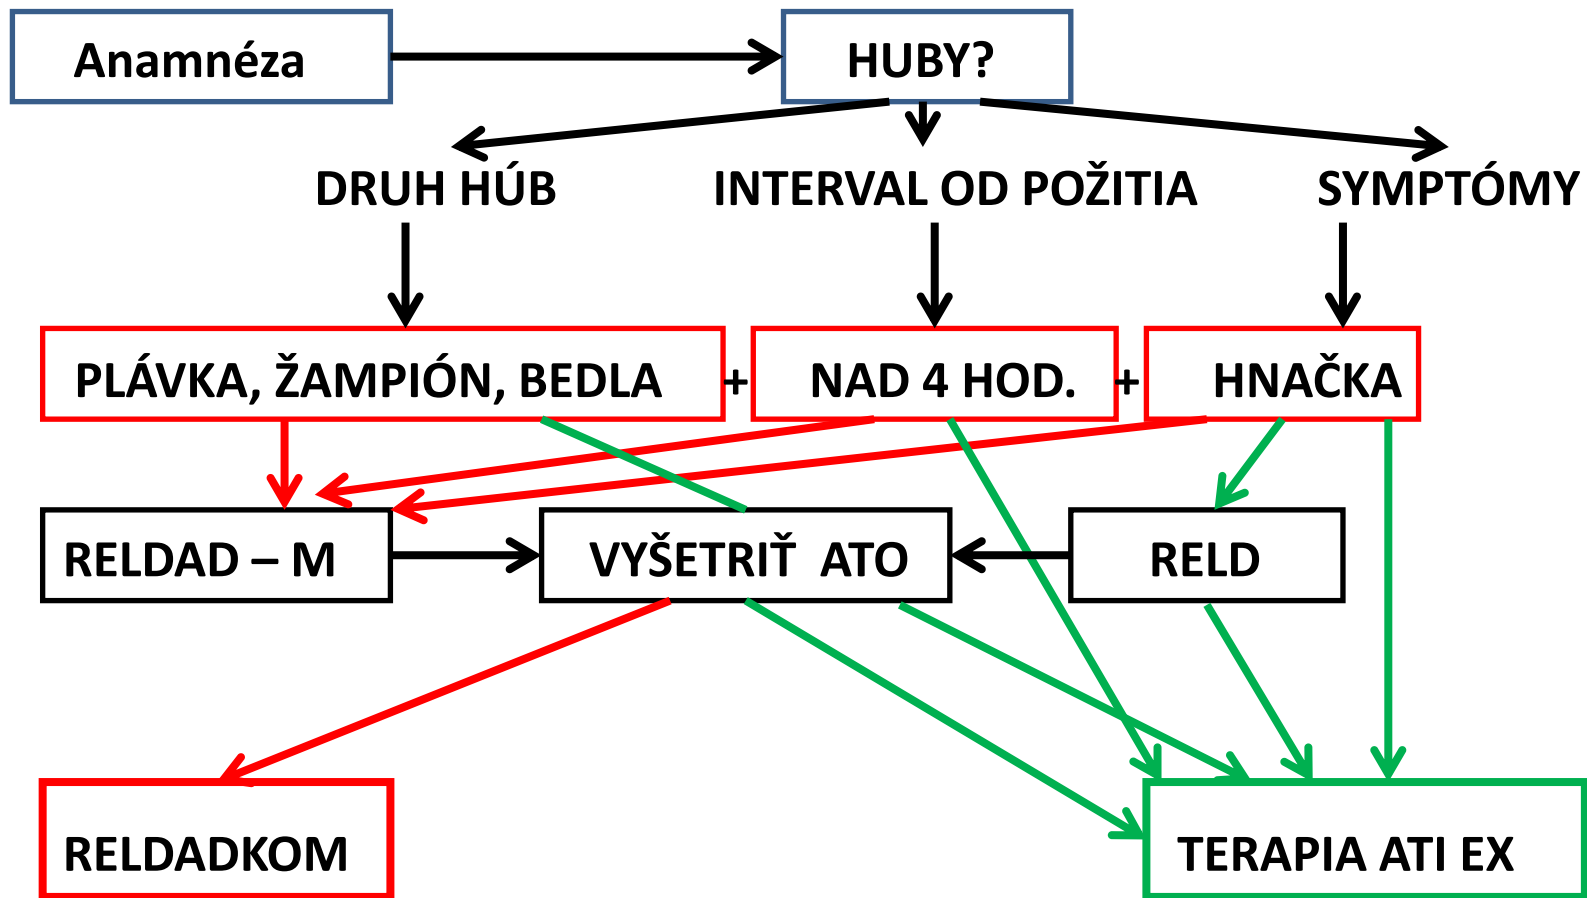 Anamnéza
HUBY?
DRUH HÚB
INTERVAL OD POŽITIA
SYMPTÓMY
PLÁVKA, ŽAMPIÓN, BEDLA
+
NAD 4 HOD.
+
HNAČKA
RELDAD – M
VYŠETRIŤ ATO
RELD
RELDADKOM
TERAPIA ATI EX